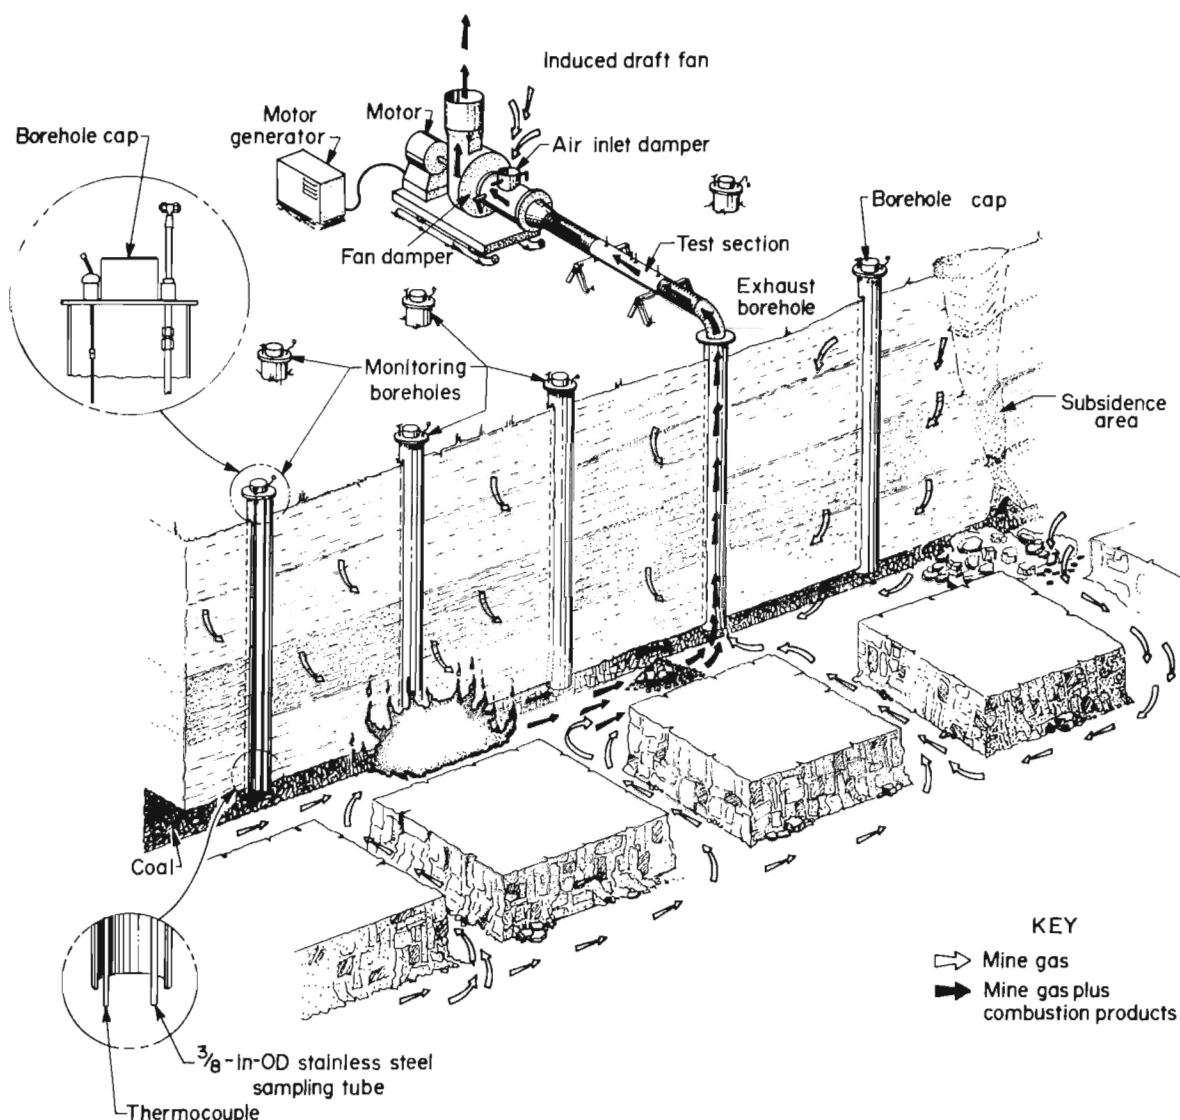 Induced draft fan
Motor
generator
Motor
Borehole cap
Air inlet damper
Borehole
cap
Fan damper
Test section
Exhaust
borehole
Monitoring
boreholes
Subsidence
area
Coal
KEY
Mine gas
Mine gas plus
combustion products
3/8-in-OD stainless steel
sampling tube
Thermocouple